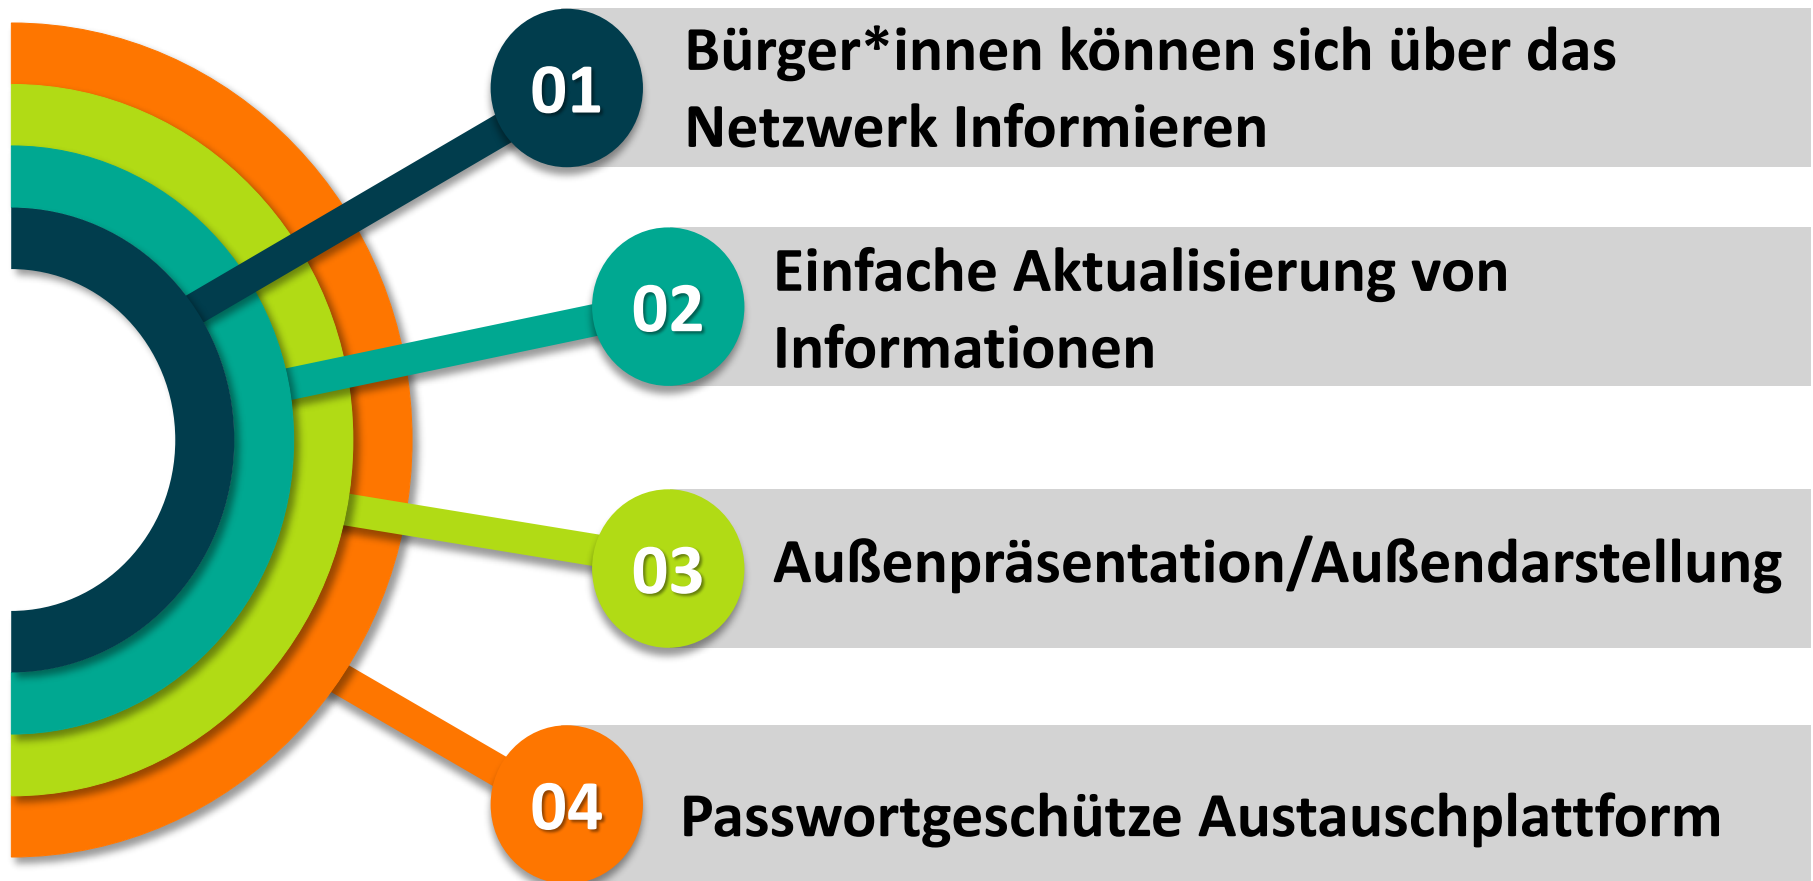 01
Bürger*innen können sich über das
Netzwerk Informieren
02
Einfache Aktualisierung von
Informationen
03
Außenpräsentation/Außendarstellung
04
Passwortgeschütze Austauschplattform